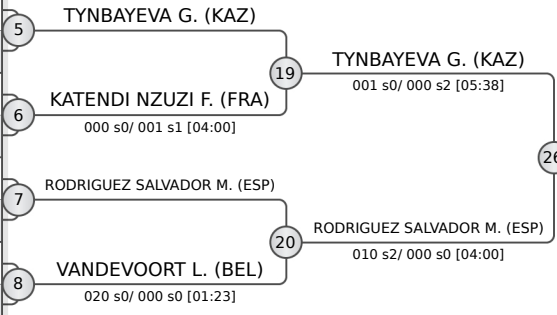 TYNBAYEVA G. (KAZ)
5
19
TYNBAYEVA G. (KAZ)
001 s0/ 000 s2 [05:38]
KATENDI NZUZI F. (FRA)
6
000 s0/ 001 s1 [04:00]
26
RODRIGUEZ SALVADOR M. (ESP)
7
20
RODRIGUEZ SALVADOR M. (ESP)
010 s2/ 000 s0 [04:00]
VANDEVOORT L. (BEL)
8
020 s0/ 000 s0 [01:23]